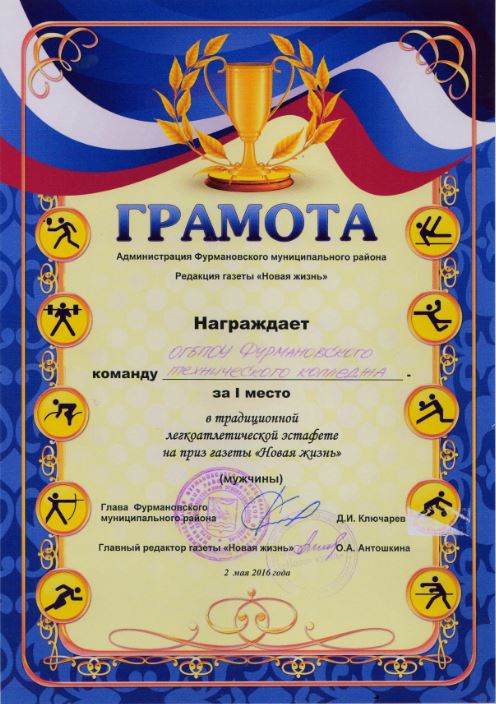 ГРАМОТА
Администрация Фурмановского муниципального района
Редакция газеты «Новая жизнь»
Награждает
ОГБПОУ Фурмановского
команду технического колледжа -
за I место
в традиционной
легкоатлетической эстафете
на приз газеты «Новая жизнь»
(мужчины)
Глава Фурмановского
муниципального района Д.И. Ключарев
Главный редактор газеты «Новая жизнь» О.А. Антошкина
2 мая 2016 года